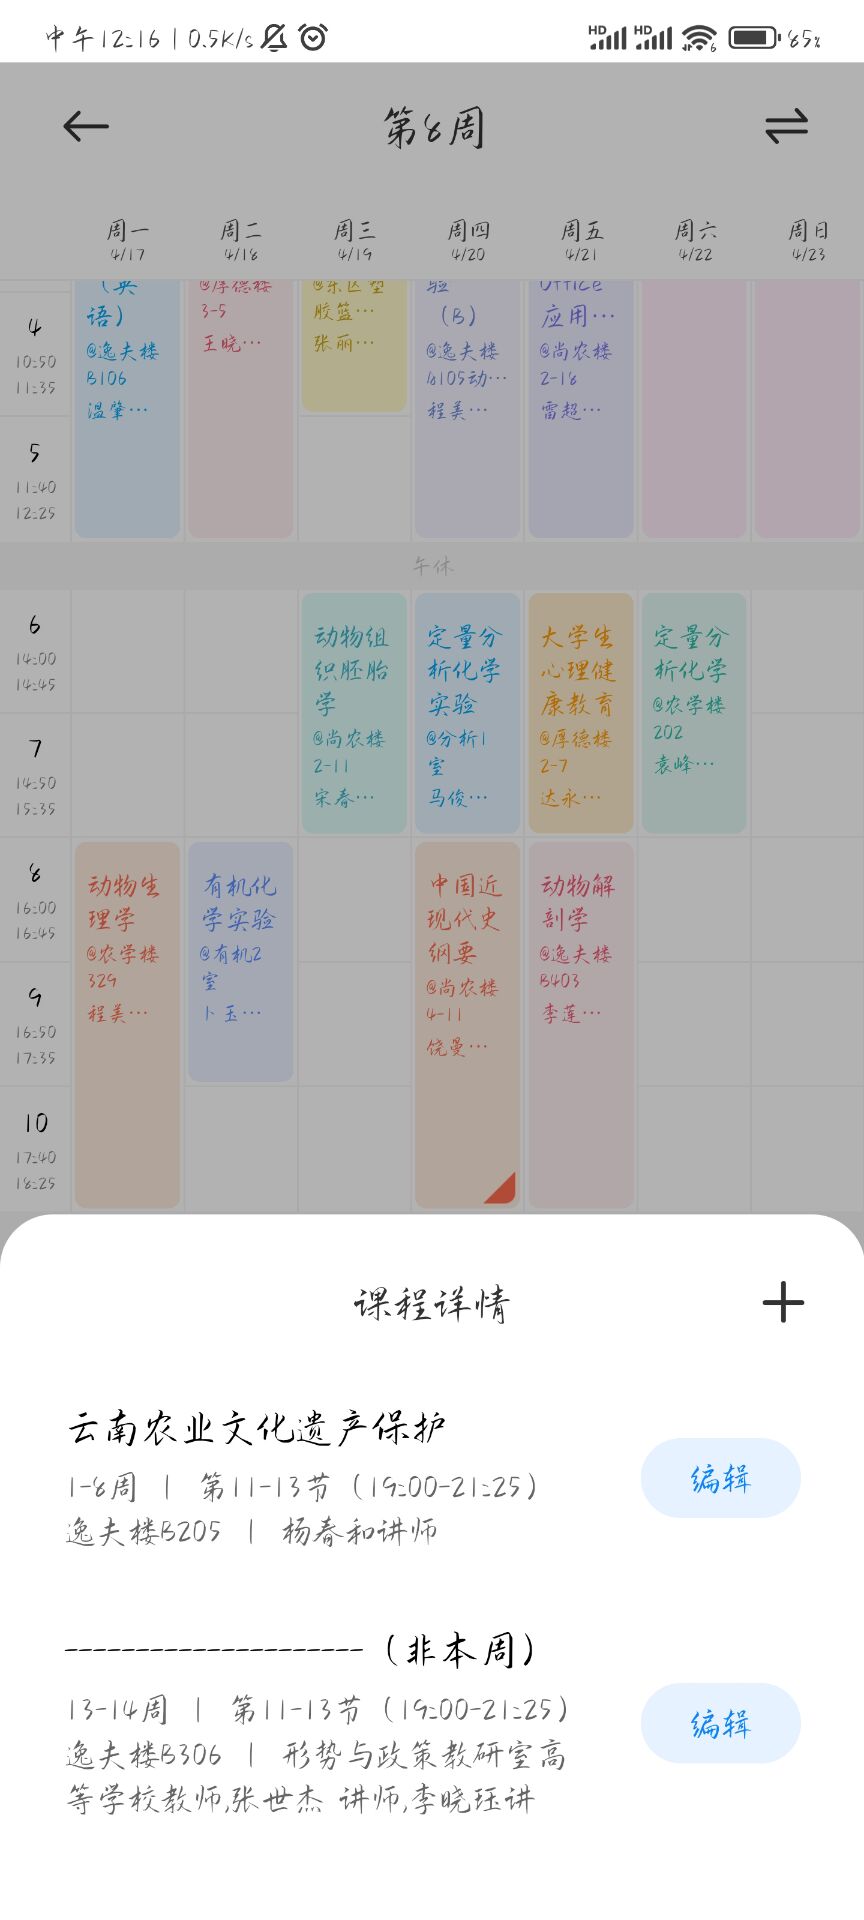 中午12:16 | 0.5K/s
HD HD 6 85%
第8周
周一 周二 周三 周四 周五 周六 周日
4/17 4/18 4/19 4/20 4/21 4/22 4/23
4
10:50
11:35
5
11:40
12:25
(英
语)
@逸夫楼
B106
温肇…
@厚德楼
3-5
王晓…
@东区塑
胶篮…
张丽…
验
(B)
@逸夫楼
B105动…
程美…
Office
应用…
@尚农楼
2-18
雷超…
午休
6
14:00
14:45
7
14:50
15:35
动物组
织胚胎
学
@尚农楼
2-11
宋春…
定量分
析化学
实验
@分析1
室
马俊…
大学生
心理健
康教育
@厚德楼
2-7
达永…
定量分
析化学
@农学楼
202
袁峰…
8
16:00
16:45
9
16:50
17:35
10
17:40
18:25
动物生
理学
@农学楼
329
程美…
有机化
学实验
@有机2
室
卜玉…
中国近
现代史
纲要
@尚农楼
4-11
饶曼…
动物解
剖学
@逸夫楼
B403
李莲…
课程详情
云南农业文化遗产保护
1-8周 | 第11-13节 (19:00-21:25)
逸夫楼B205 | 杨春和讲师
编辑
--------------------- (非本周)
13-14周 | 第11-13节 (19:00-21:25)
逸夫楼B306 | 形势与政策教研室高
等学校教师,张世杰 讲师,李晓珏讲
编辑